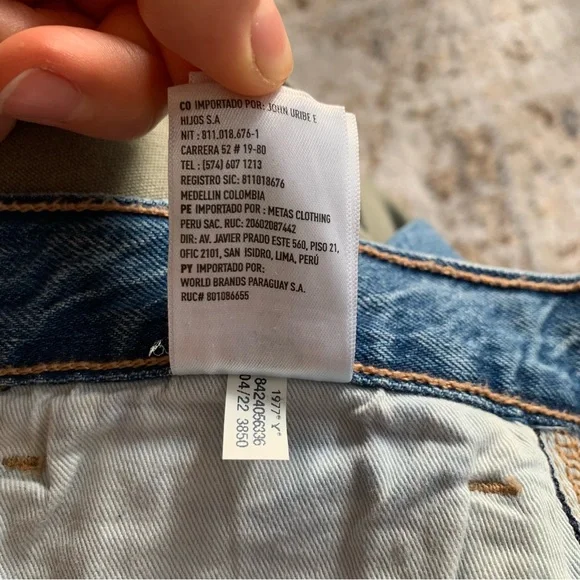 CO IMPORTADO POR: JOHN URIBE E
HIJOS S.A
NIT : 811.018.676-1
CARRERA 52 # 19-80
TEL : (574) 607 1213
REGISTRO SIC: 811018676
MEDELLIN COLOMBIA
PE IMPORTADO POR : METAS CLOTHING
PERU SAC. RUC: 20602087442
DIR: AV. JAVIER PRADO ESTE 560, PISO 21,
OFIC 2101, SAN ISIDRO, LIMA, PERÚ
PY IMPORTADO POR:
WORLD BRANDS PARAGUAY S.A.
RUC# 801086655
1977* Y*
8424056336
04/22 3850